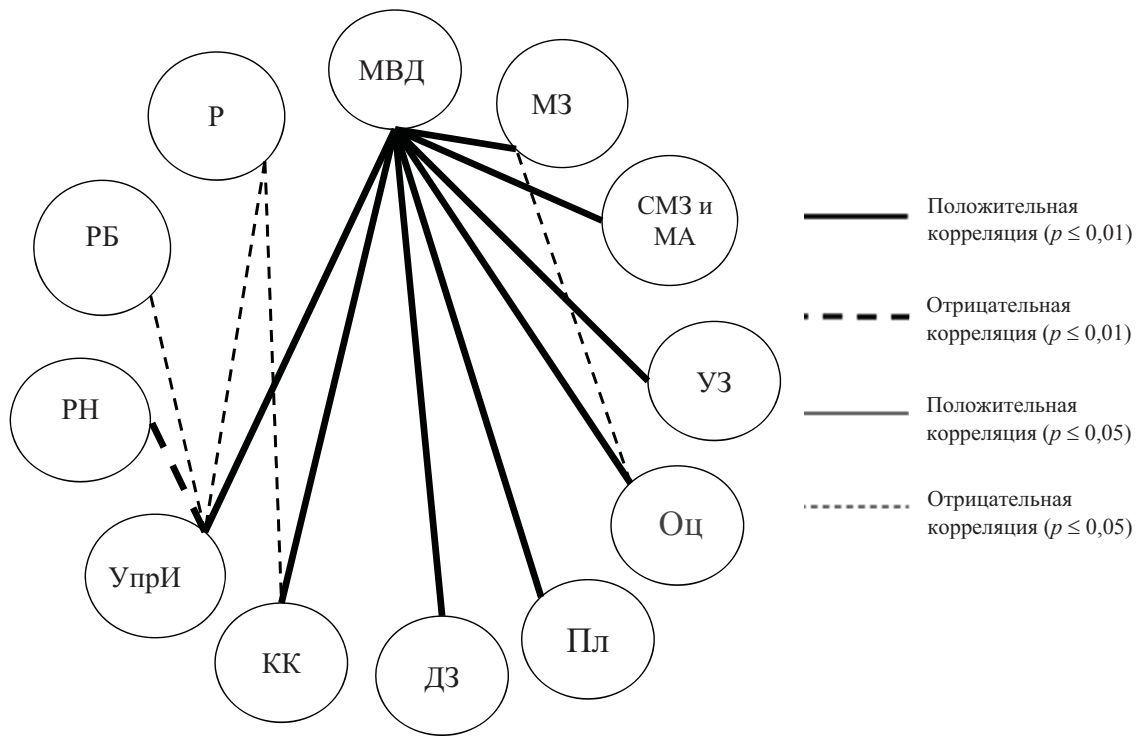 МВД
МЗ
Р
СМЗ и
МА
РБ
УЗ
РН
Оц
УпрИ
Пл
КК
ДЗ
Положительная
корреляция (p ≤ 0,01)
Отрицательная
корреляция (p ≤ 0,01)
Положительная
корреляция (p ≤ 0,05)
Отрицательная
корреляция (p ≤ 0,05)